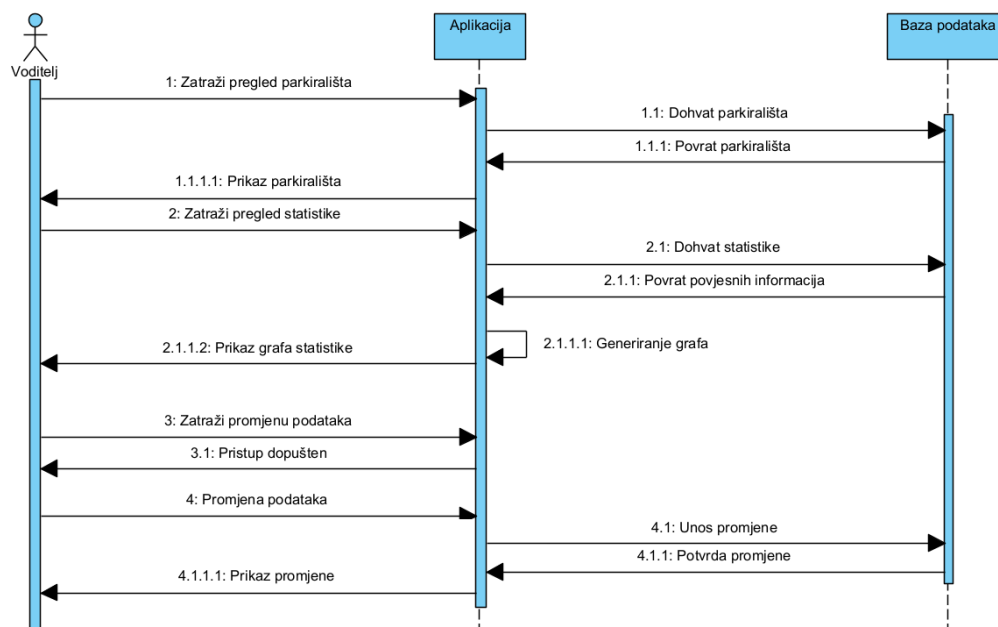 Voditelj
Aplikacija
Baza podataka
1: Zatraži pregled parkirališta
1.1: Dohvat parkirališta
1.1.1: Povrat parkirališta
1.1.1.1: Prikaz parkirališta
2: Zatraži pregled statistike
2.1: Dohvat statistike
2.1.1: Povrat povjesnih informacija
2.1.1.1: Generiranje grafa
2.1.1.2: Prikaz grafa statistike
3: Zatraži promjenu podataka
3.1: Pristup dopušten
4: Promjena podataka
4.1: Unos promjene
4.1.1: Potvrda promjene
4.1.1.1: Prikaz promjene